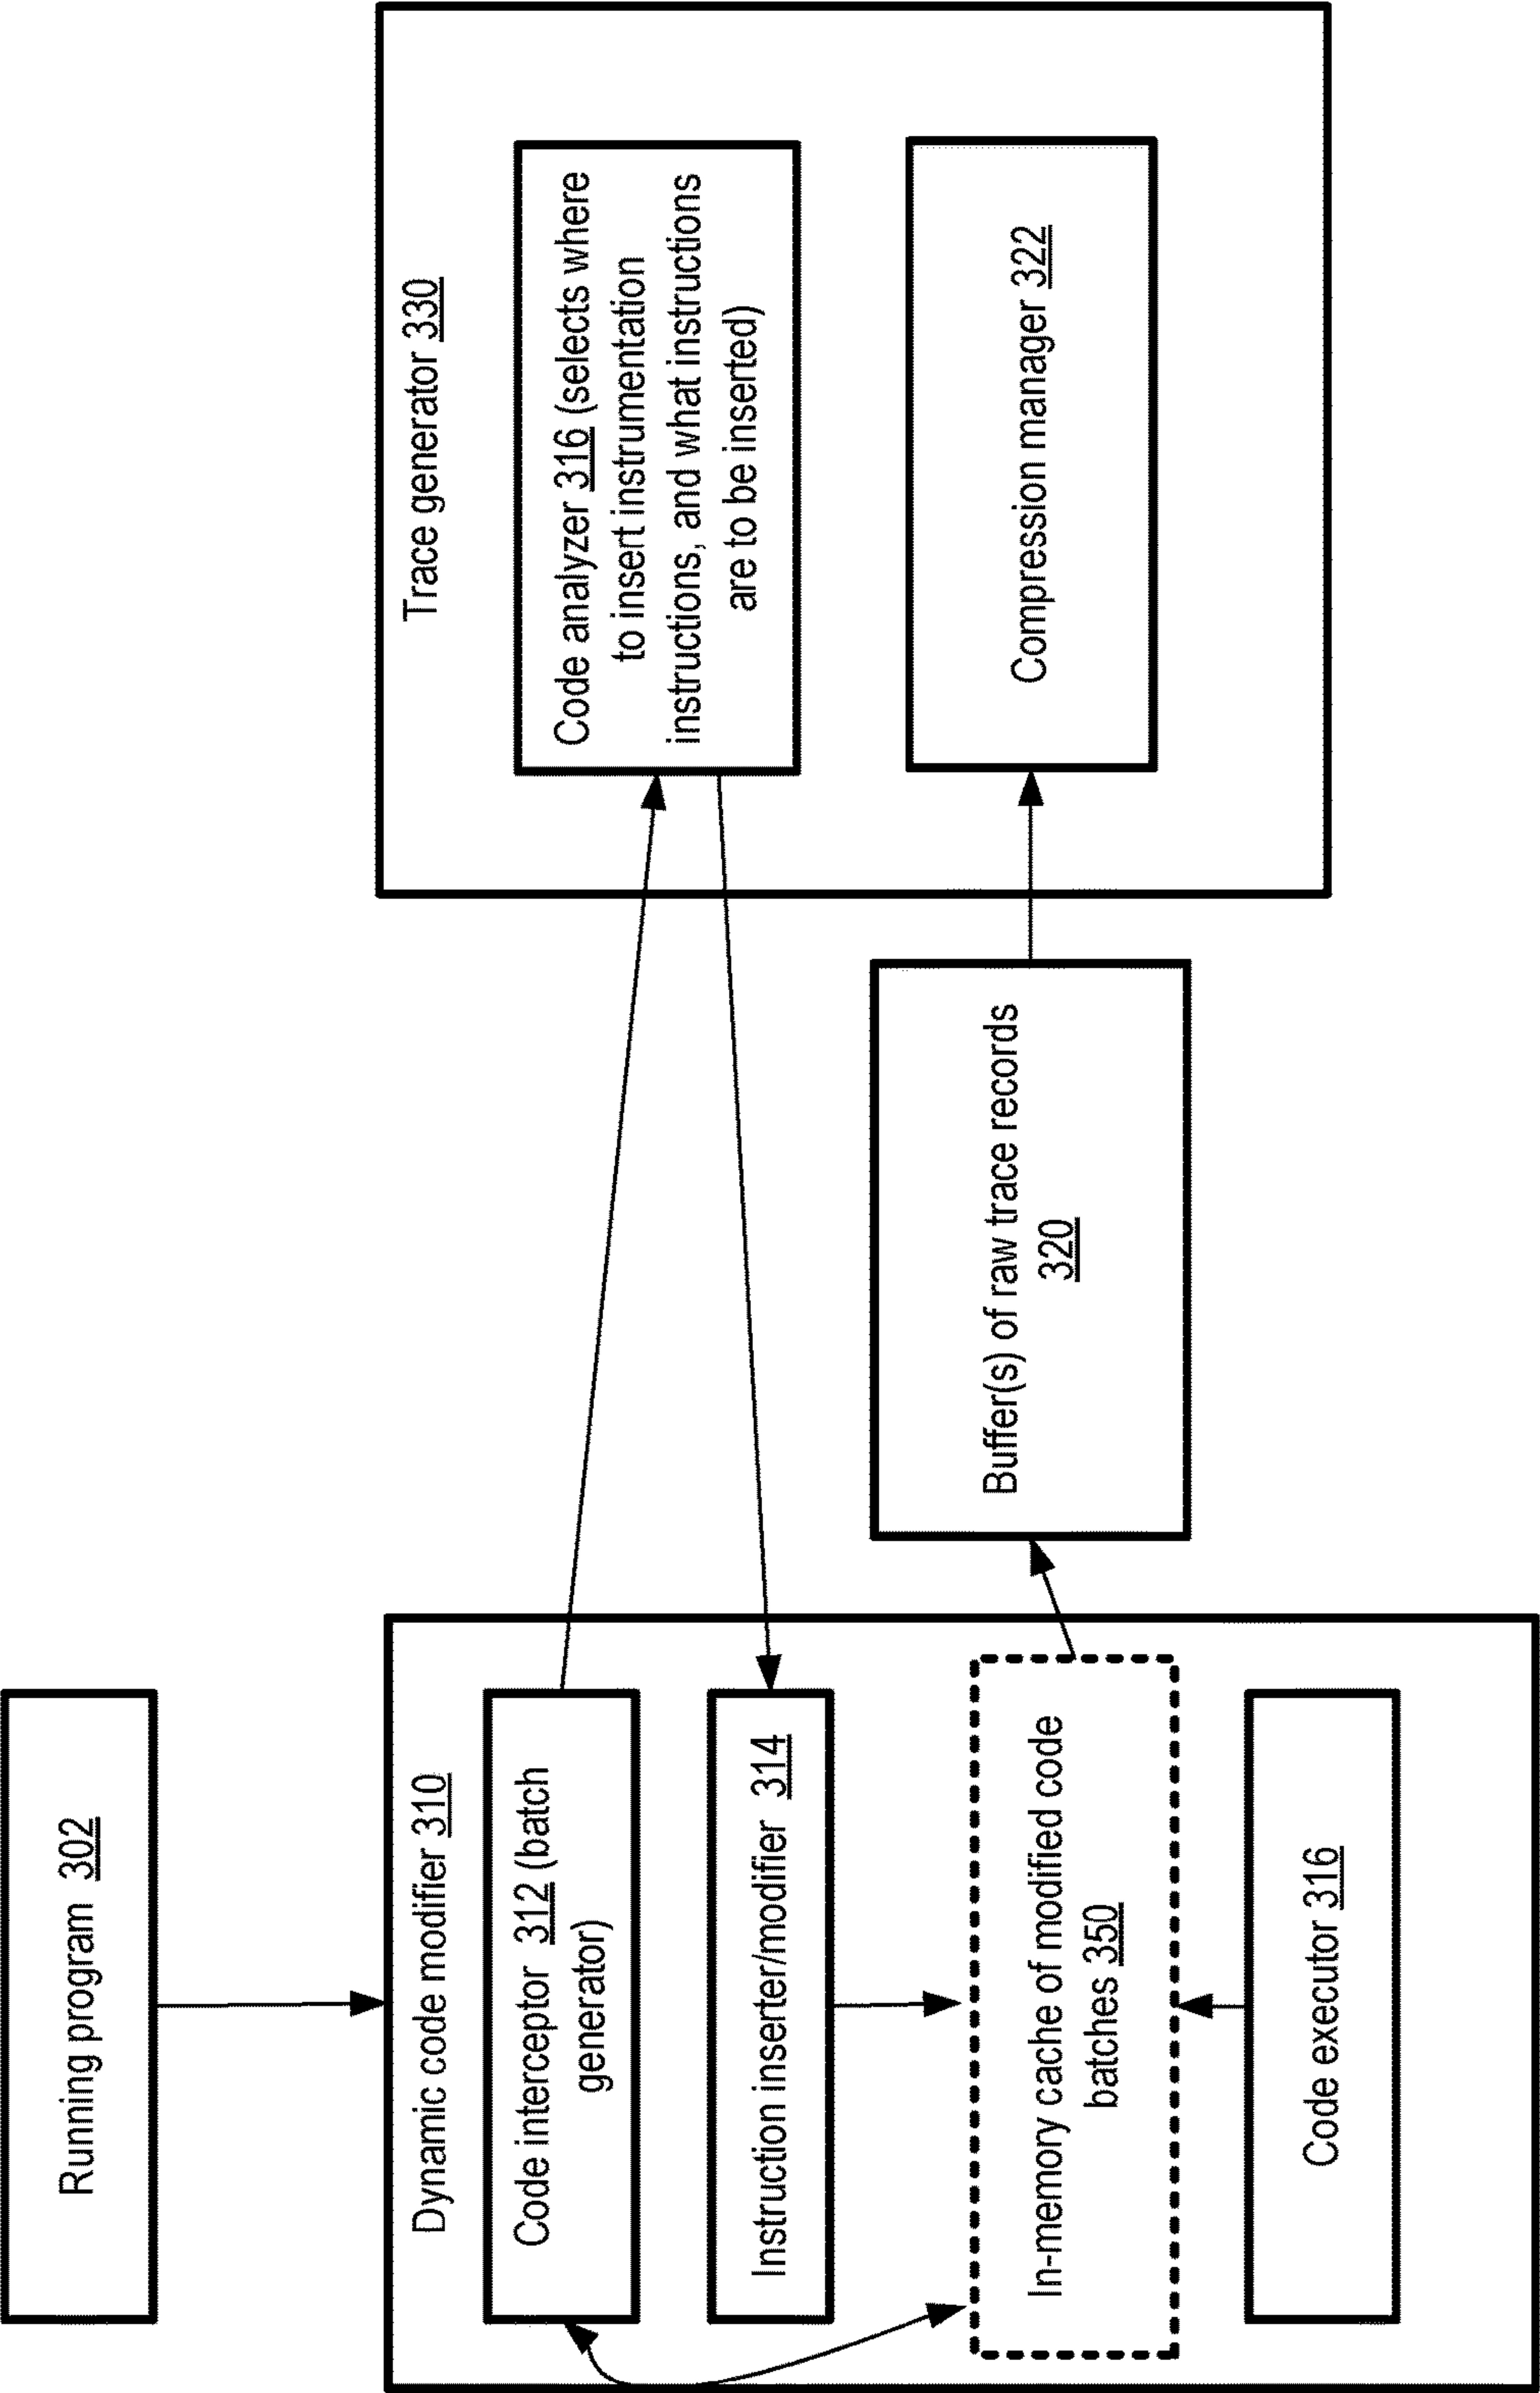 Running program 302
Dynamic code modifier 310
Code interceptor 312 (batch
generator)
Instruction inserter/modifier 314
In-memory cache of modified code
batches 350
Code executor 316
Buffer(s) of raw trace records
320
Trace generator 330
Code analyzer 316 (selects where
to insert instrumentation
instructions, and what instructions
are to be inserted)
Compression manager 322